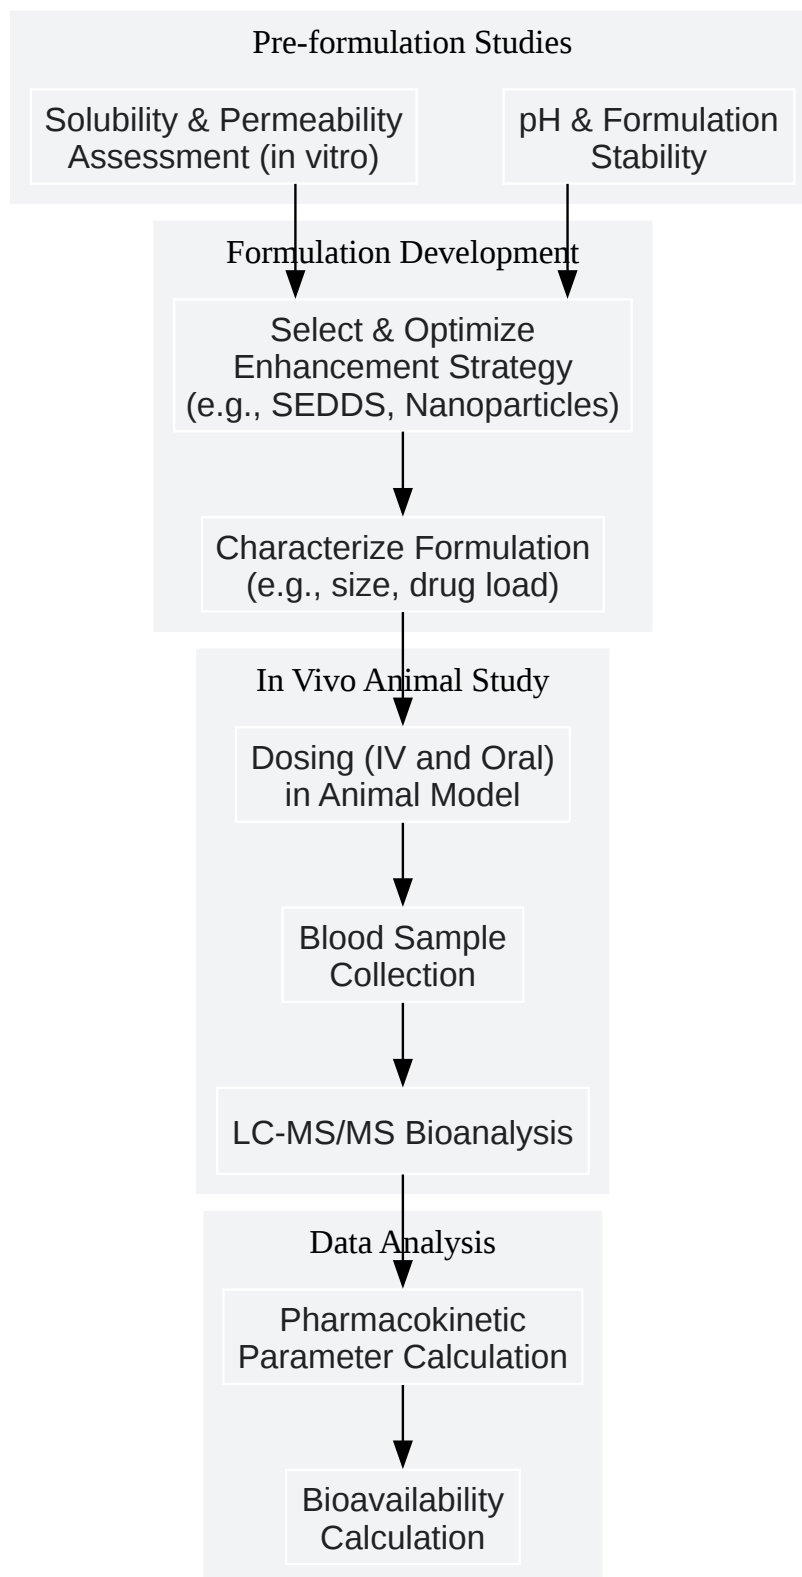 Pre-formulation Studies
Solubility & Permeability
Assessment (in vitro)
pH & Formulation
Stability
Formulation Development
Select & Optimize
Enhancement Strategy
(e.g., SEDDS, Nanoparticles)
Characterize Formulation
(e.g., size, drug load)
In Vivo Animal Study
Dosing (IV and Oral)
in Animal Model
Blood Sample
Collection
LC-MS/MS Bioanalysis
Data Analysis
Pharmacokinetic
Parameter Calculation
Bioavailability
Calculation